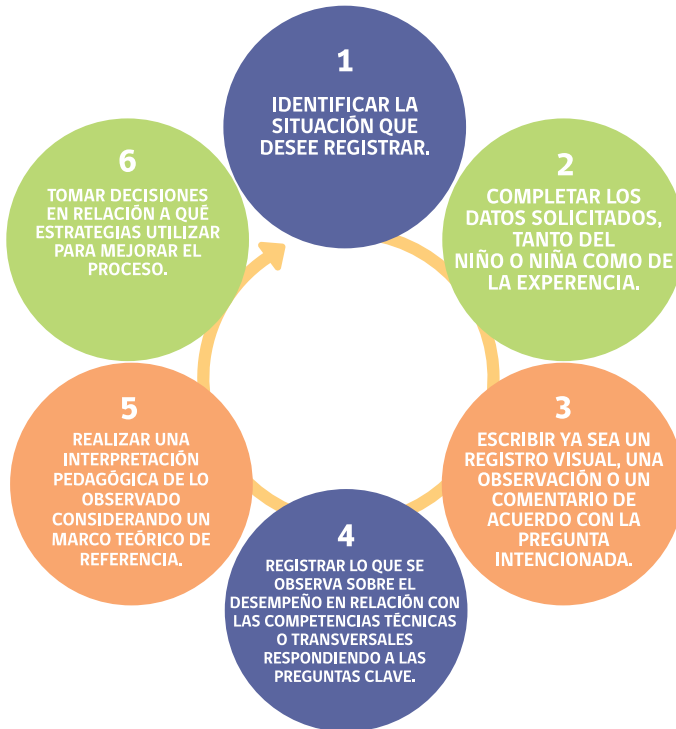 1
IDENTIFICAR LA
SITUACIÓN QUE
DESEE REGISTRAR.
2
COMPLETAR LOS
DATOS SOLICITADOS,
TANTO DEL
NIÑO O NIÑA COMO DE
LA EXPERENCIA.
3
ESCRIBIR YA SEA UN
REGISTRO VISUAL, UNA
OBSERVACIÓN O UN
COMENTARIO DE
ACUERDO CON LA
PREGUNTA
INTENCIONADA.
4
REGISTRAR LO QUE SE
OBSERVA SOBRE EL
DESEMPEÑO EN RELACIÓN CON
LAS COMPETENCIAS TÉCNICAS
O TRANSVERSALES
RESPONDIENDO A LAS
PREGUNTAS CLAVE.
5
REALIZAR UNA
INTERPRETACIÓN
PEDAGÓGICA DE LO
OBSERVADO
CONSIDERANDO UN
MARCO TEÓRICO DE
REFERENCIA.
6
TOMAR DECISIONES
EN RELACIÓN A QUÉ
ESTRATEGIAS UTILIZAR
PARA MEJORAR EL
PROCESO.